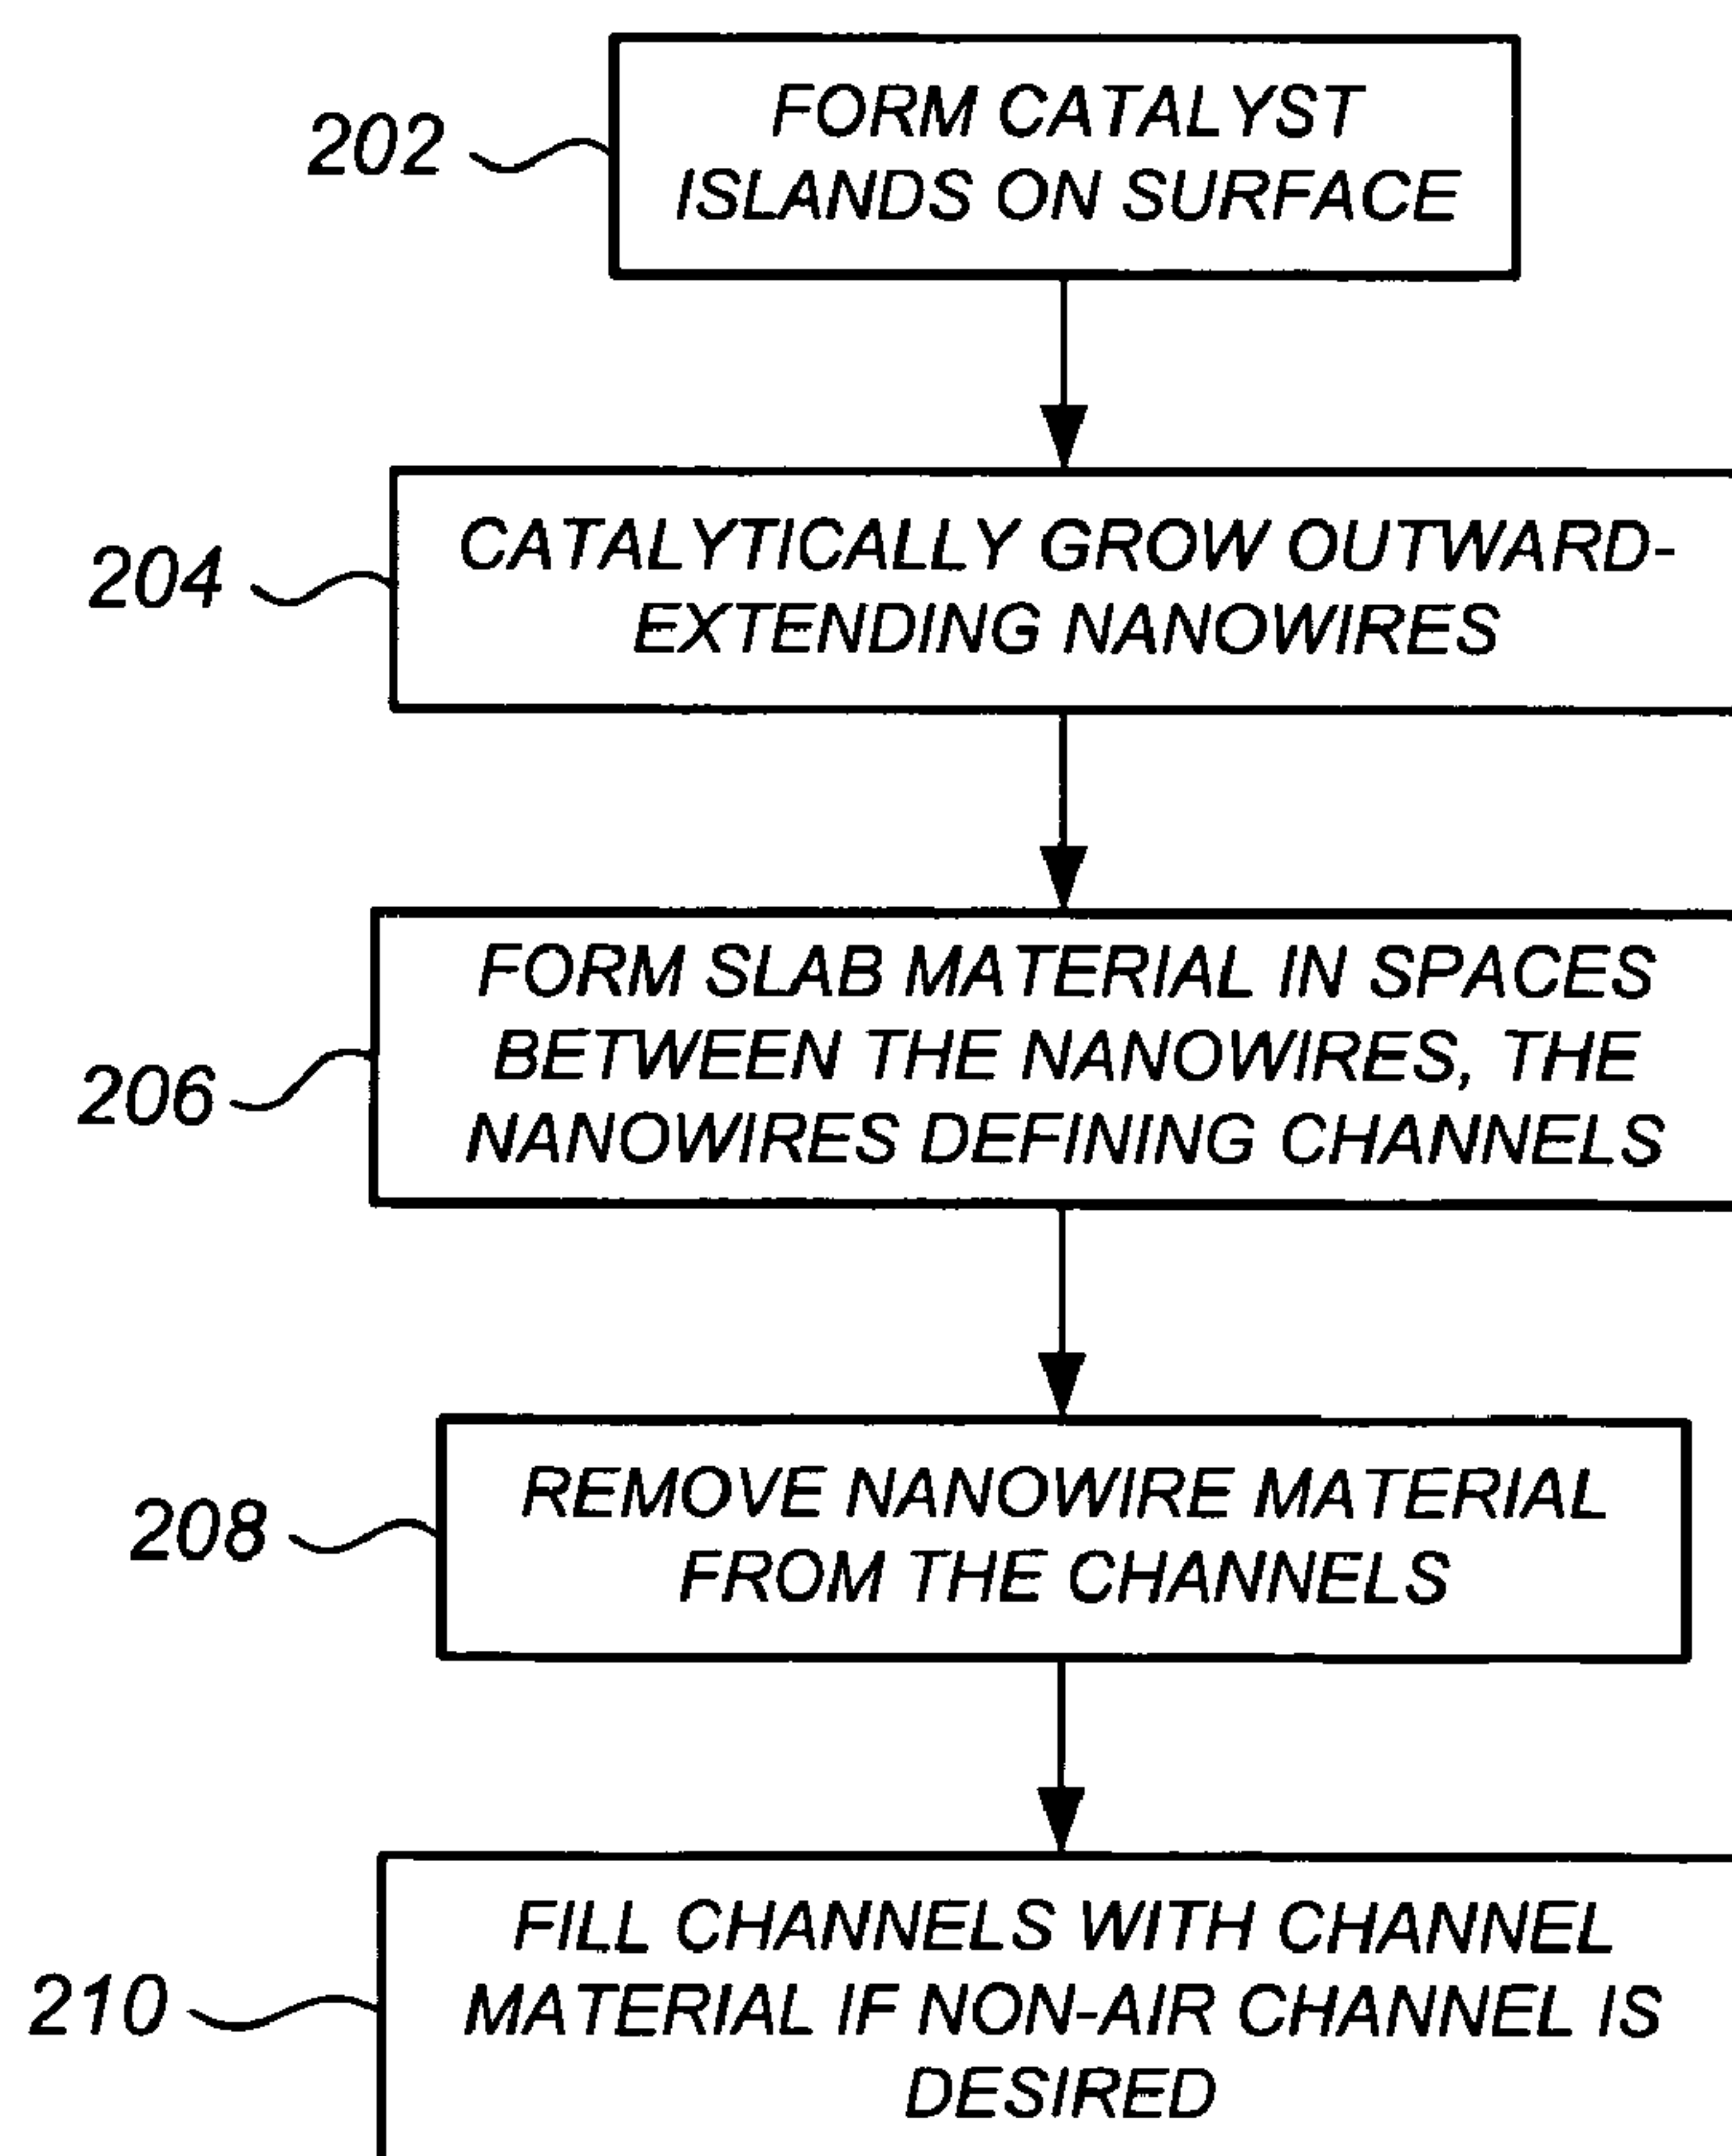 202
FORM CATALYST
ISLANDS ON SURFACE
204
CATALYTICALLY GROW OUTWARD-
EXTENDING NANOWIRES
206
FORM SLAB MATERIAL IN SPACES
BETWEEN THE NANOWIRES, THE
NANOWIRES DEFINING CHANNELS
208
REMOVE NANOWIRE MATERIAL
FROM THE CHANNELS
210
FILL CHANNELS WITH CHANNEL
MATERIAL IF NON-AIR CHANNEL IS
DESIRED